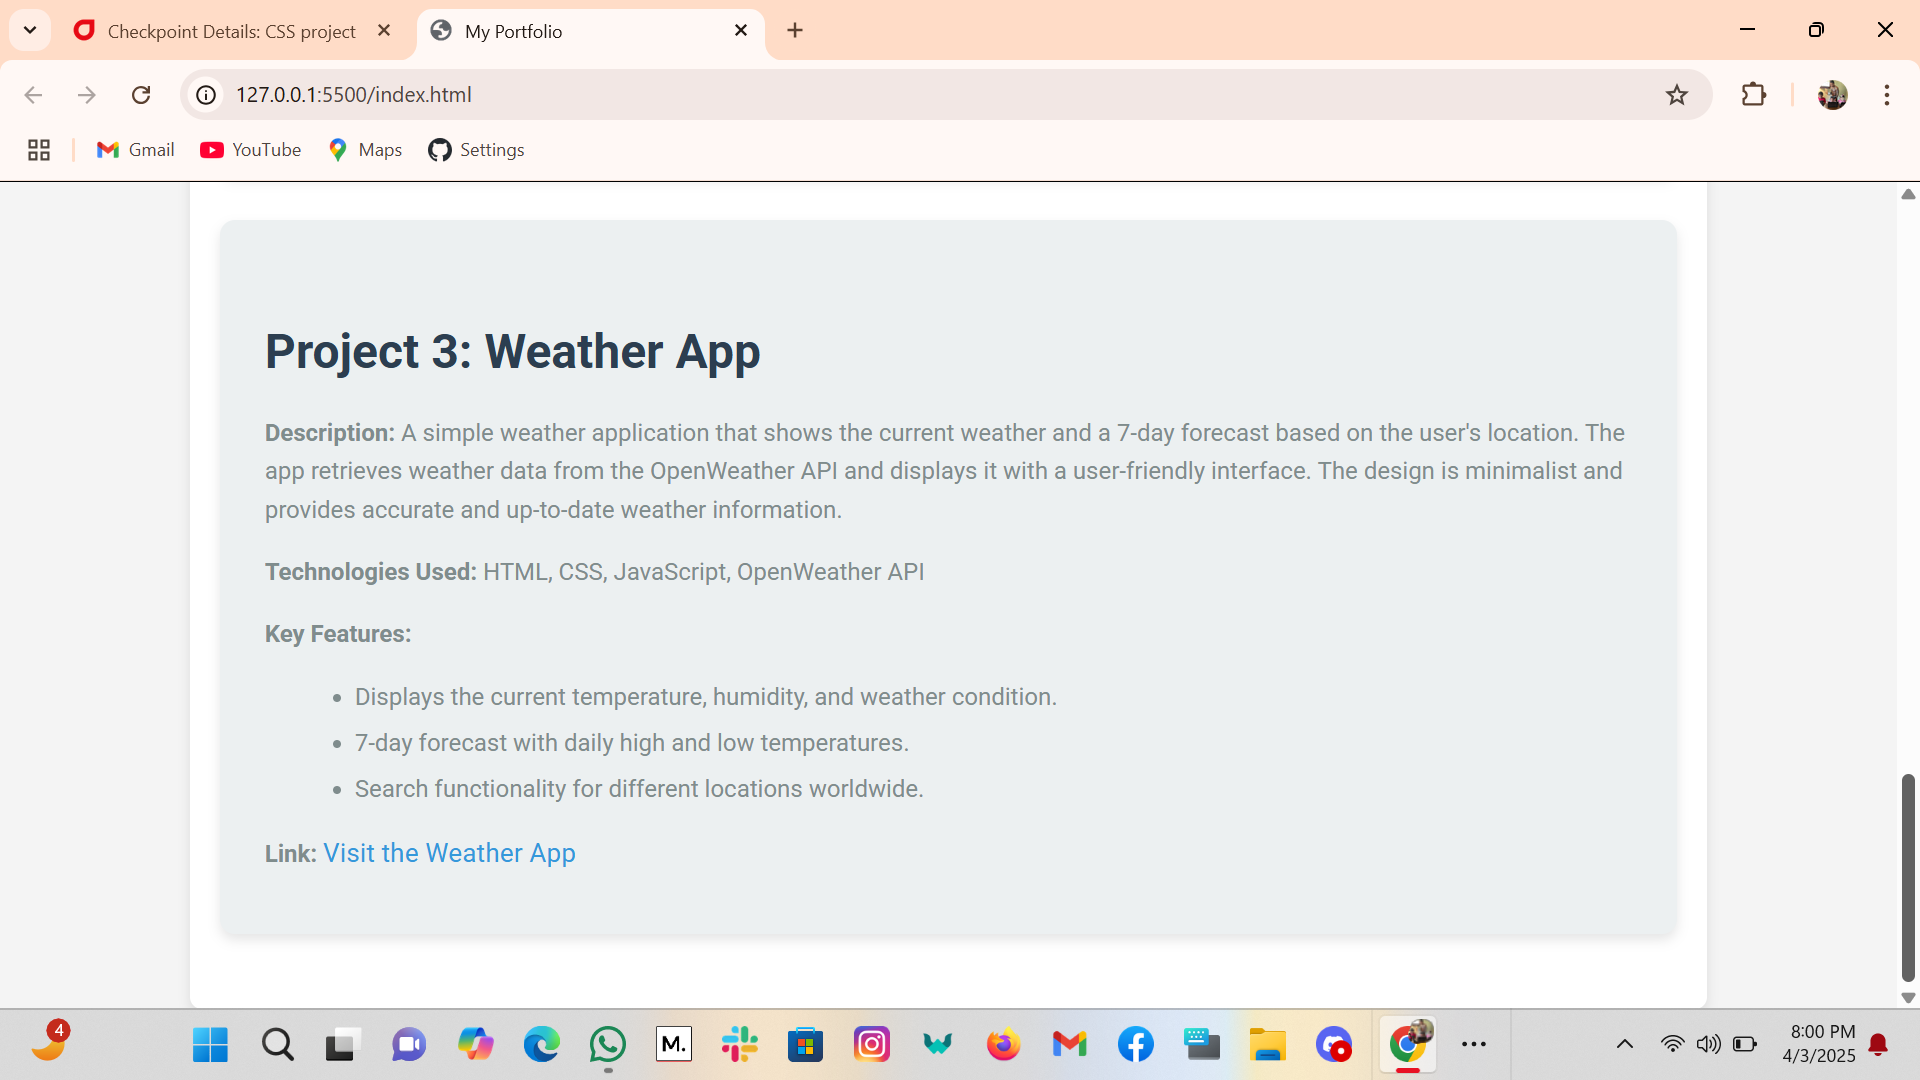 Checkpoint Details: CSS project
My Portfolio
127.0.0.1:5500/index.html
Gmail
YouTube
Maps
Settings
Project 3: Weather App
Description: A simple weather application that shows the current weather and a 7-day forecast based on the user's location. The
app retrieves weather data from the OpenWeather API and displays it with a user-friendly interface. The design is minimalist and
provides accurate and up-to-date weather information.
Technologies Used: HTML, CSS, JavaScript, OpenWeather API
Key Features:
• Displays the current temperature, humidity, and weather condition.
• 7-day forecast with daily high and low temperatures.
• Search functionality for different locations worldwide.
Link: Visit the Weather App
4
M.
8:00 PM
4/3/2025